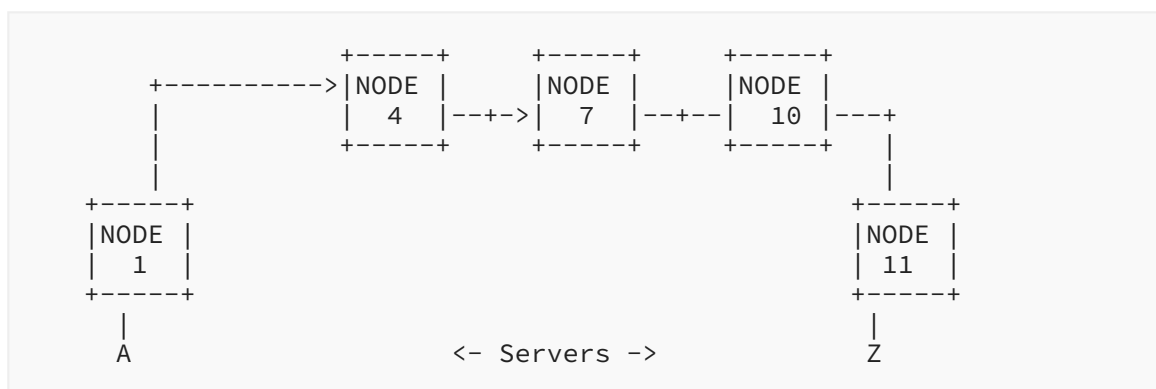 NODE NODE NODE
4 7 10
NODE NODE
1 11
A <- Servers -> Z